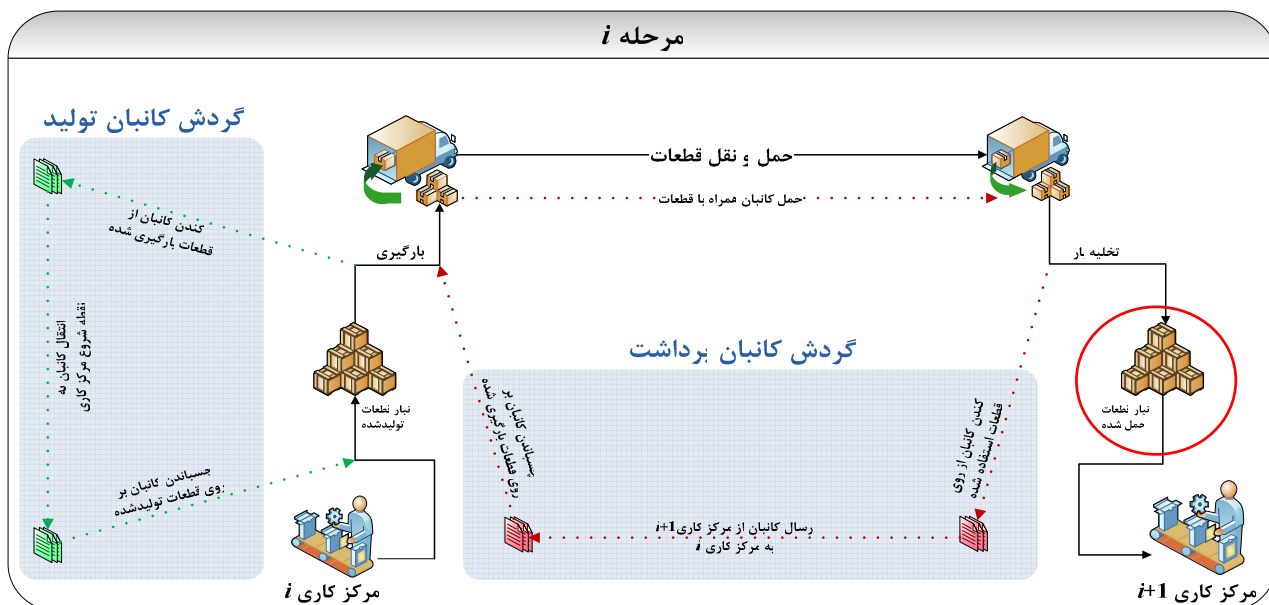 مرحله i
گردش کانبان تولید
حمل و نقل قطعات
حمل کانبان همراه با قطعات
کندن کانبان از
قطعات بارگیری شده
بارگیری
تخلیه بار
انتقال کانبان به
نقطه شروع مرکز کاری
گردش کانبان برداشت
انبار قطعات
تولیدشده
چسباندن کانبان بر
روی قطعات بارگیری شده
کندن کانبان از روی
قطعات استفاده شده
انبار قطعات
حمل شده
چسباندن کانبان بر
روی قطعات تولیدشده
رسال کانبان از مرکز کاری i+1
به مرکز کاری i
مرکز کاری i
مرکز کاری i+1